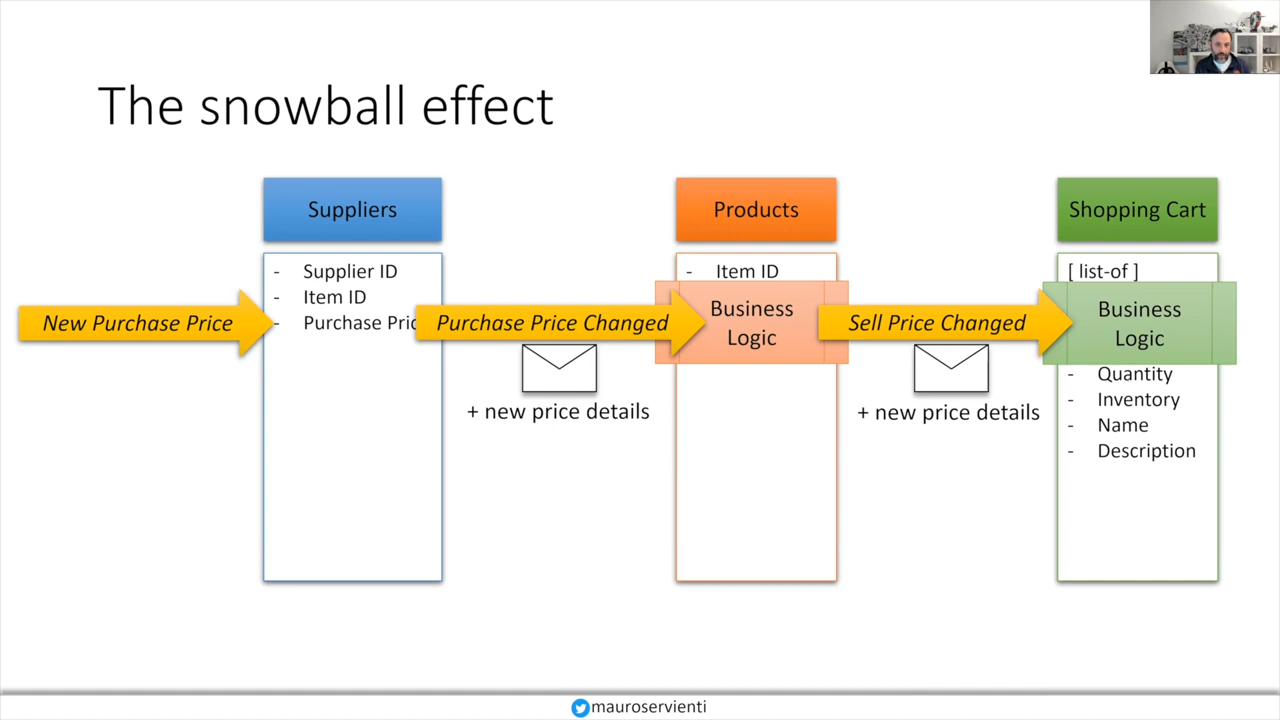 The snowball effect
Suppliers
- Supplier ID
- Item ID
- Purchase Pric
New Purchase Price
Purchase Price Changed
+ new price details
Products
- Item ID
Business
Logic
Sell Price Changed
+ new price details
Shopping Cart
[ list-of ]
Business
Logic
- Quantity
- Inventory
- Name
- Description
mauroservienti